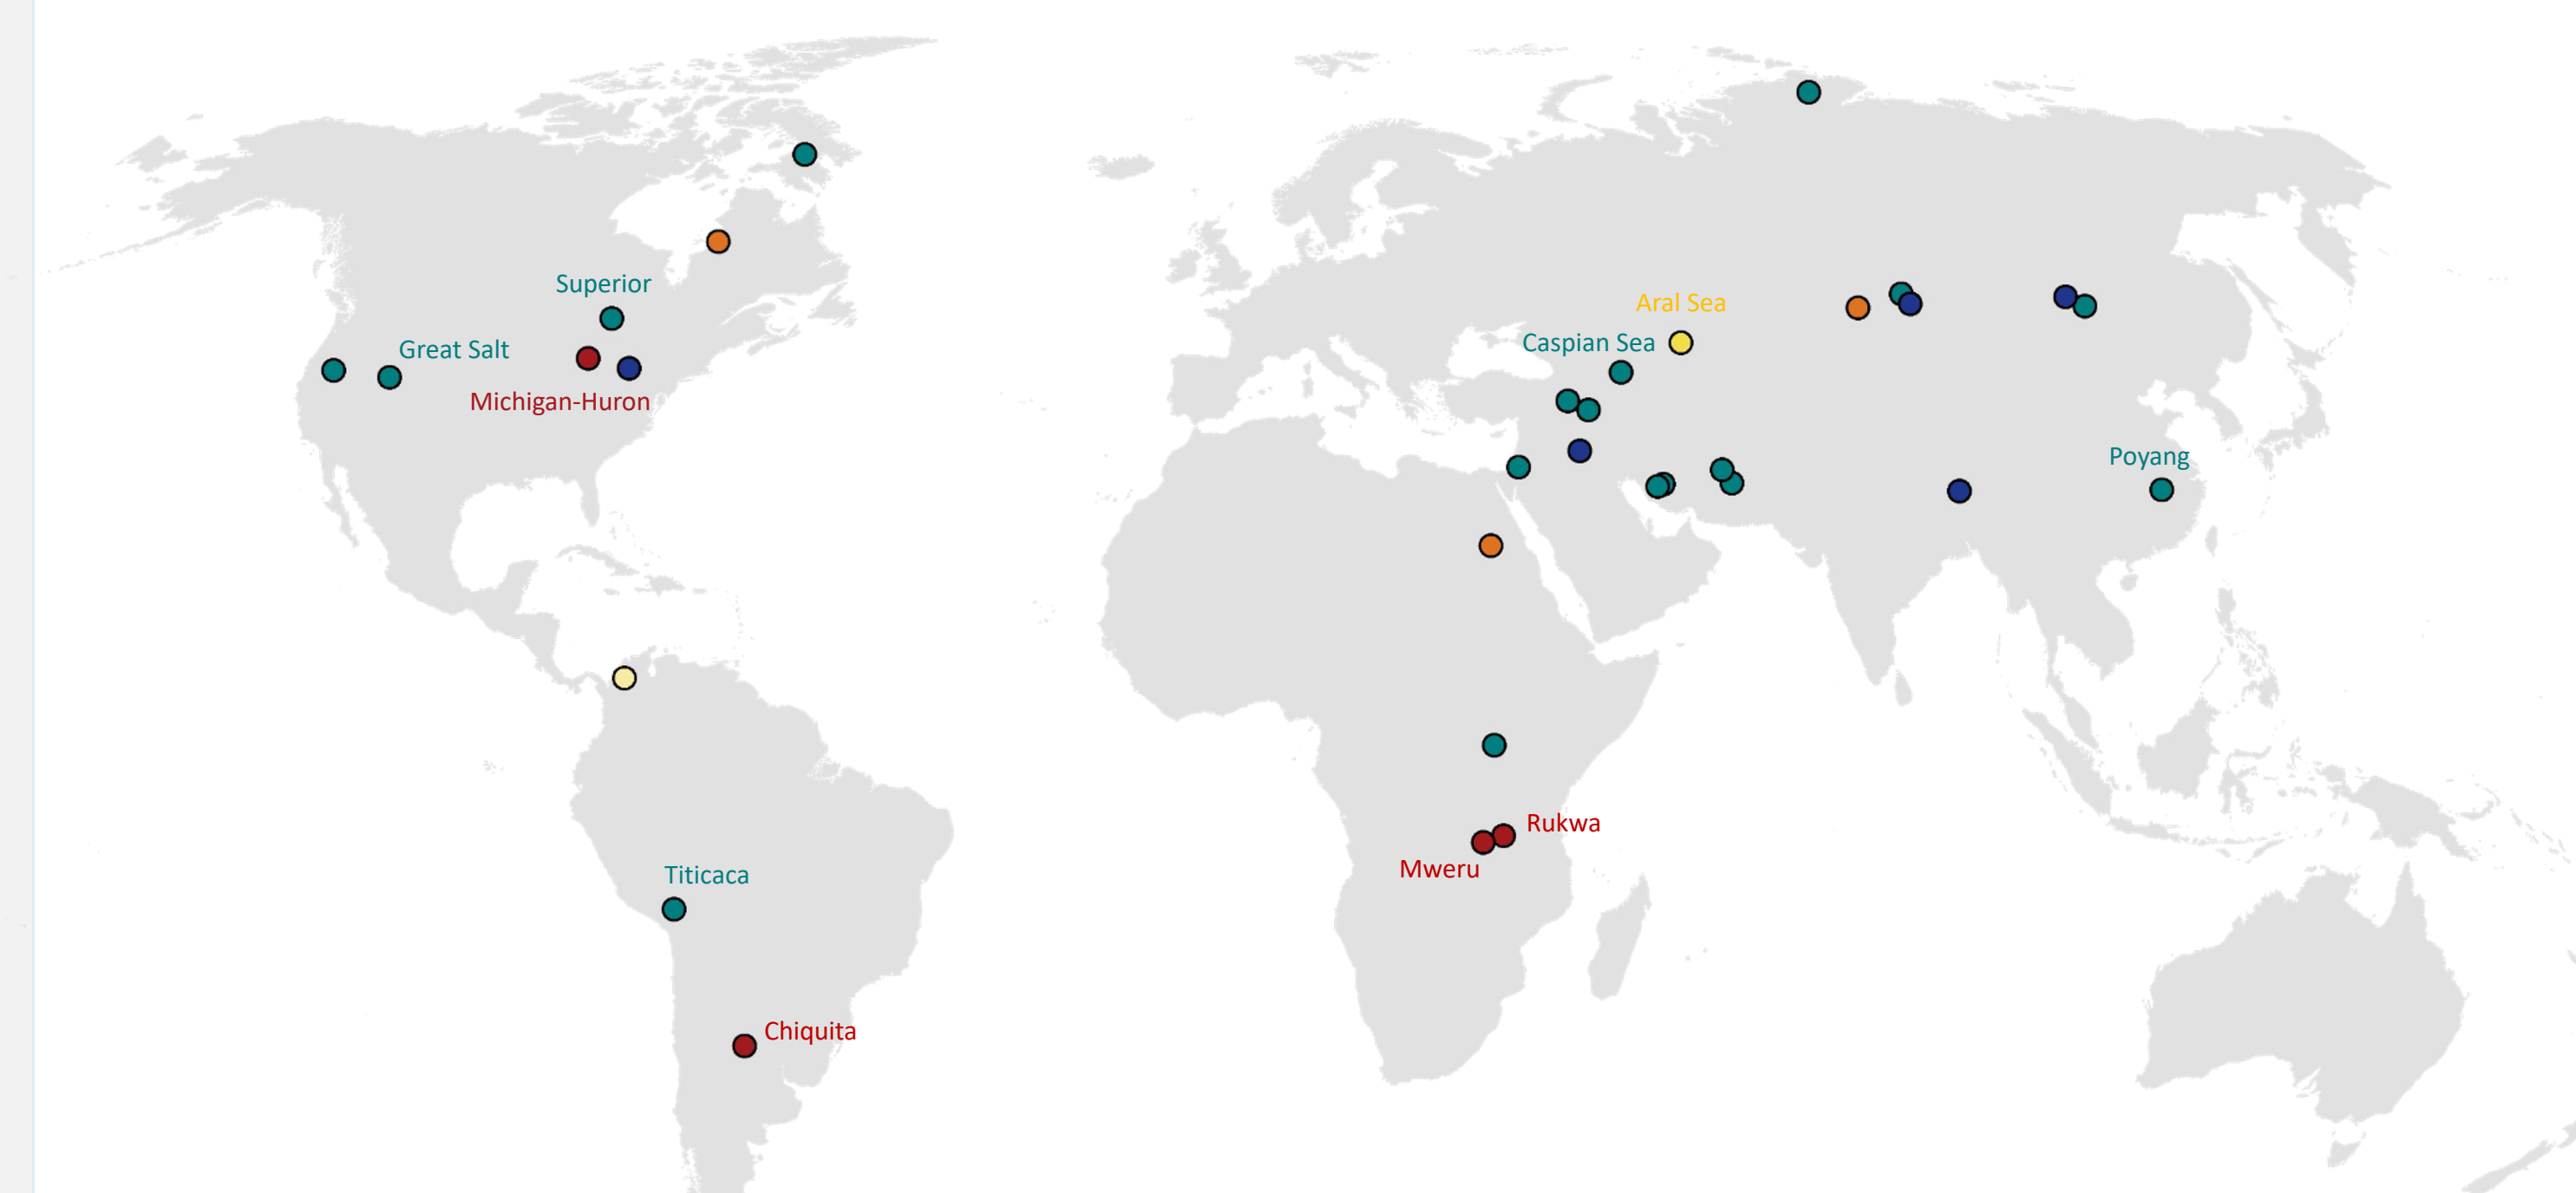 Superior
Aral Sea
Caspian Sea
Great Salt
Michigan-Huron
Poyang
Rukwa
Mweru
Titicaca
Chiquita